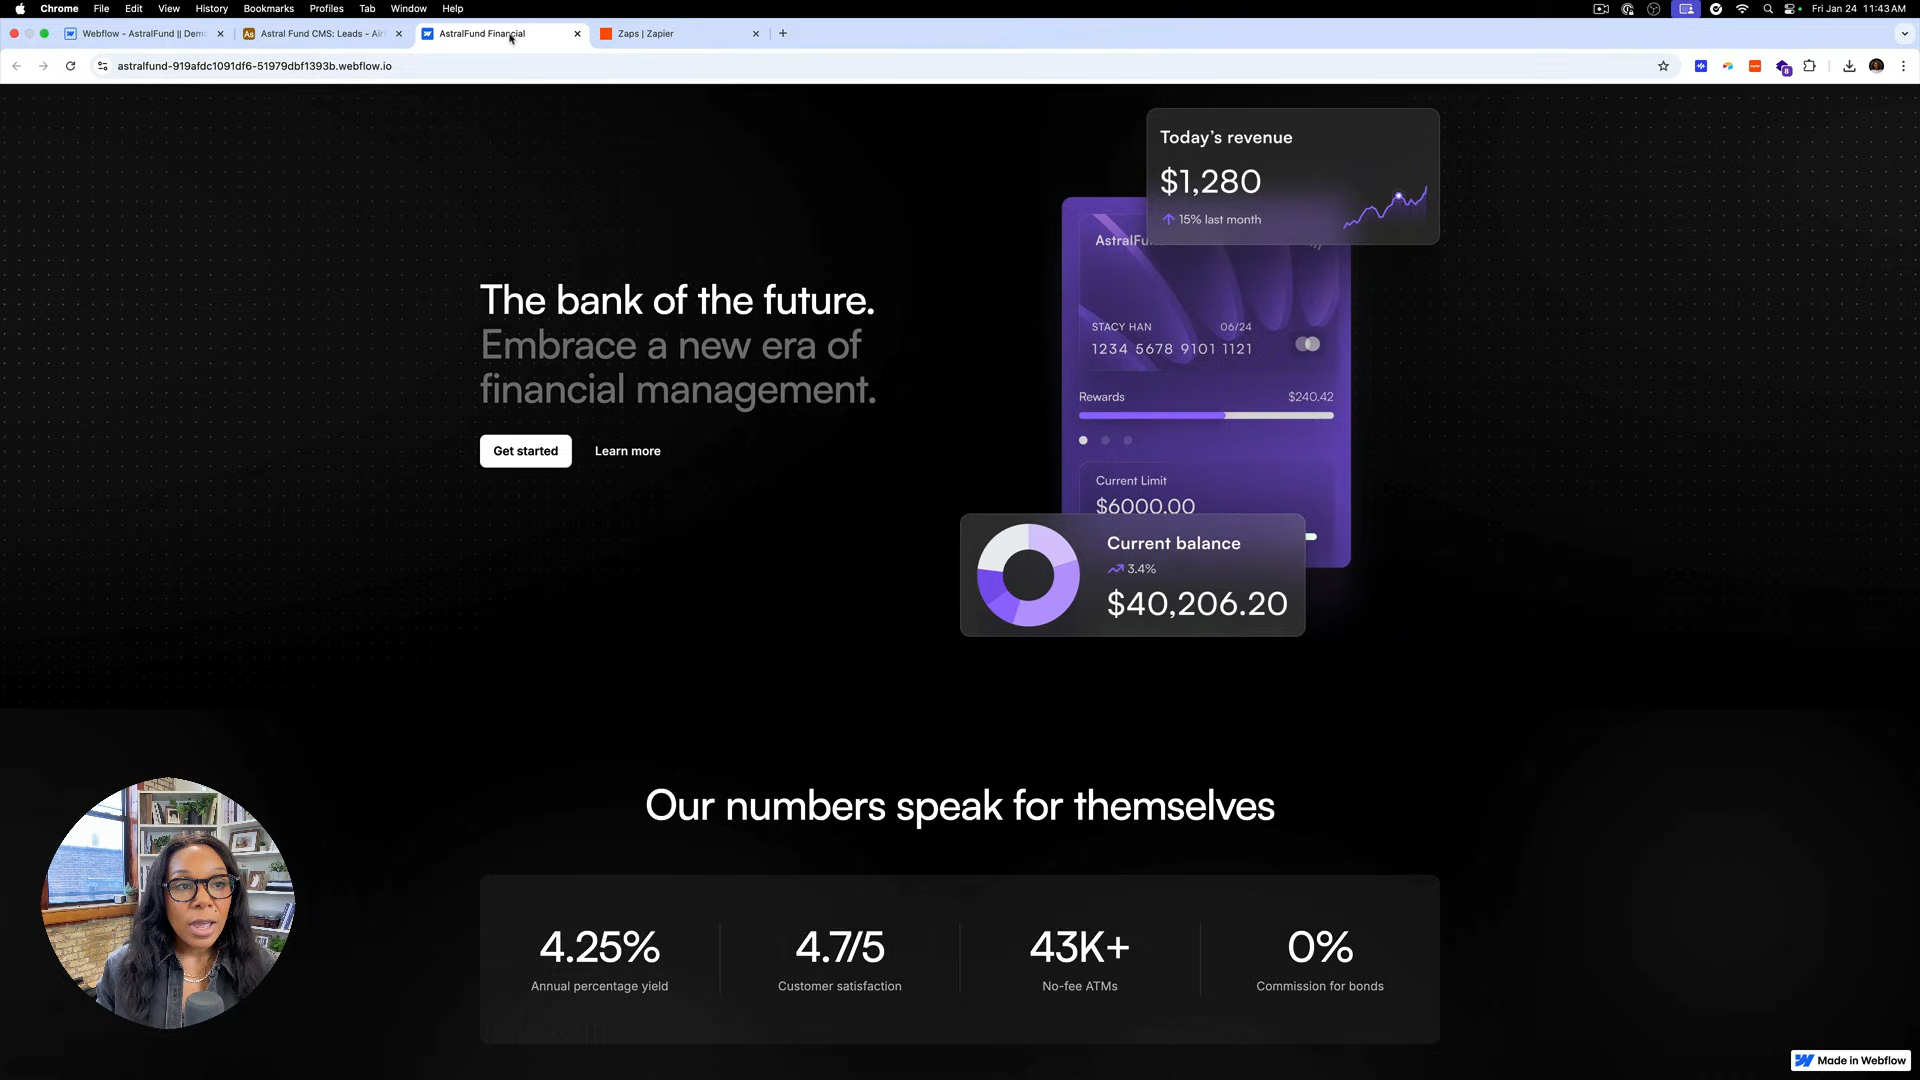 Chrome File Edit View History Bookmarks Profiles Tab Window Help
Fri Jan 24 11:43 AM
Webflow - AstralFund || Demo
Astral Fund CMS: Leads - Air
AstralFund Financial
Zaps | Zapier
astralfund-919afdc1091df6-51979dbf1393b.webflow.io
8
Today's revenue
$1,280
15% last month
AstralFu
STACY HAN 06/24
1234 5678 9101 1121
Rewards $240.42
Current Limit
$6000.00
Current balance
3.4%
$40,206.20
The bank of the future.
Embrace a new era of
financial management.
Get started Learn more
Our numbers speak for themselves
4.25%
Annual percentage yield
4.7/5
Customer satisfaction
43K+
No-fee ATMs
0%
Commission for bonds
Made in Webflow